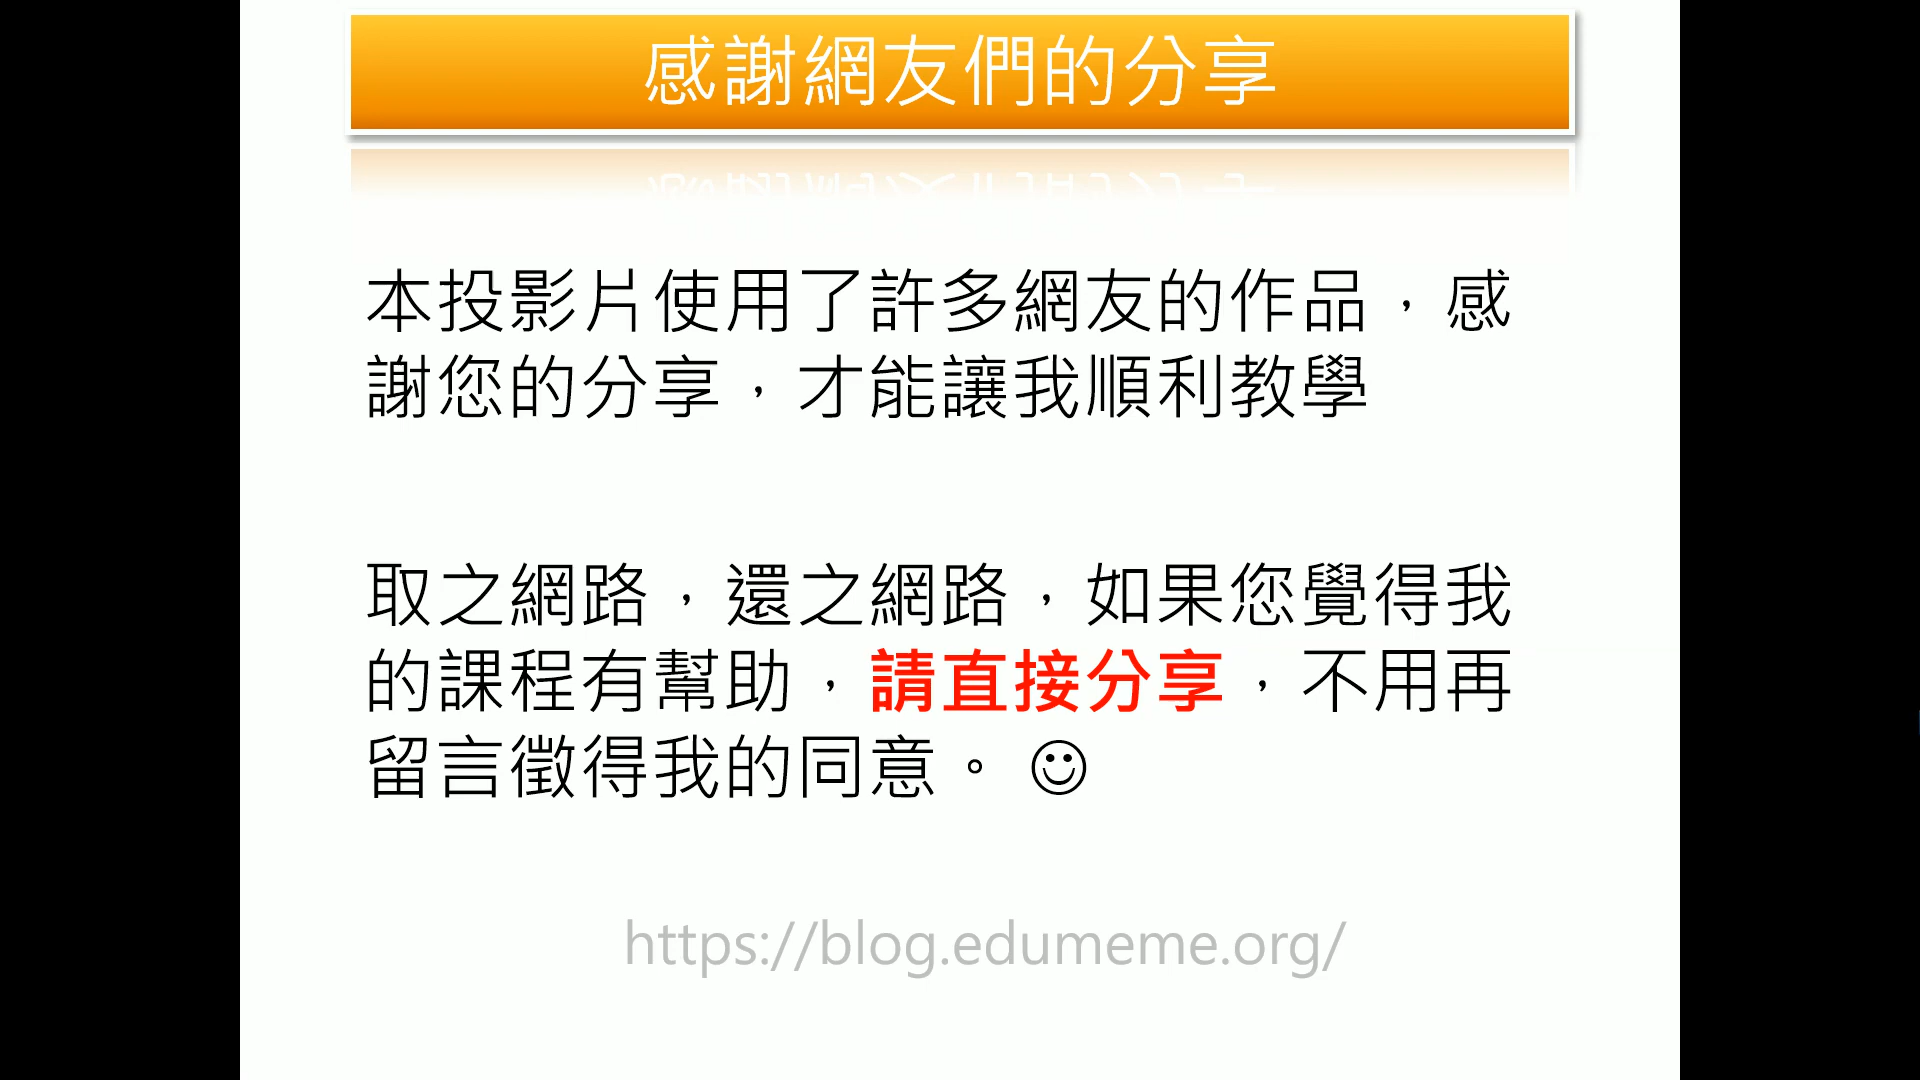 感謝網友們的分享
本投影片使用了許多網友的作品，感
謝您的分享，才能讓我順利教學
取之網路，還之網路，如果您覺得我
的課程有幫助，請直接分享，不用再
留言徵得我的同意。☺
https://blog.edumeme.org/